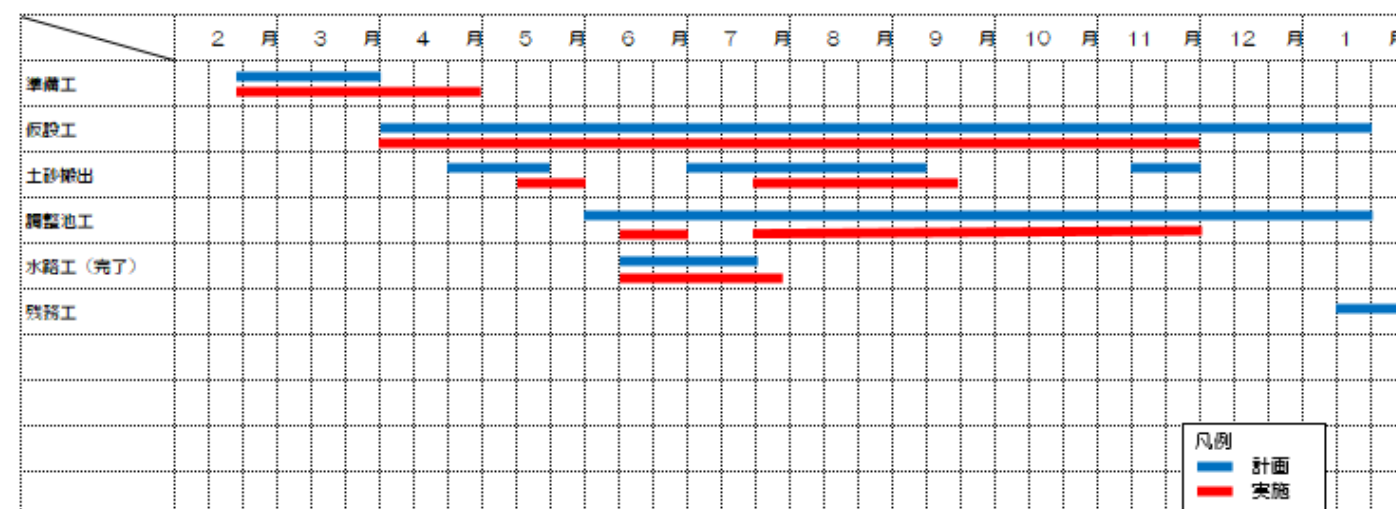 2 月 3 月 4 月 5 月 6 月 7 月 8 月 9 月 10 月 11 月 12 月 1 月
準備工
仮設工
土砂搬出
調整池工
水路工（完了）
残務工
凡例
計画
実施